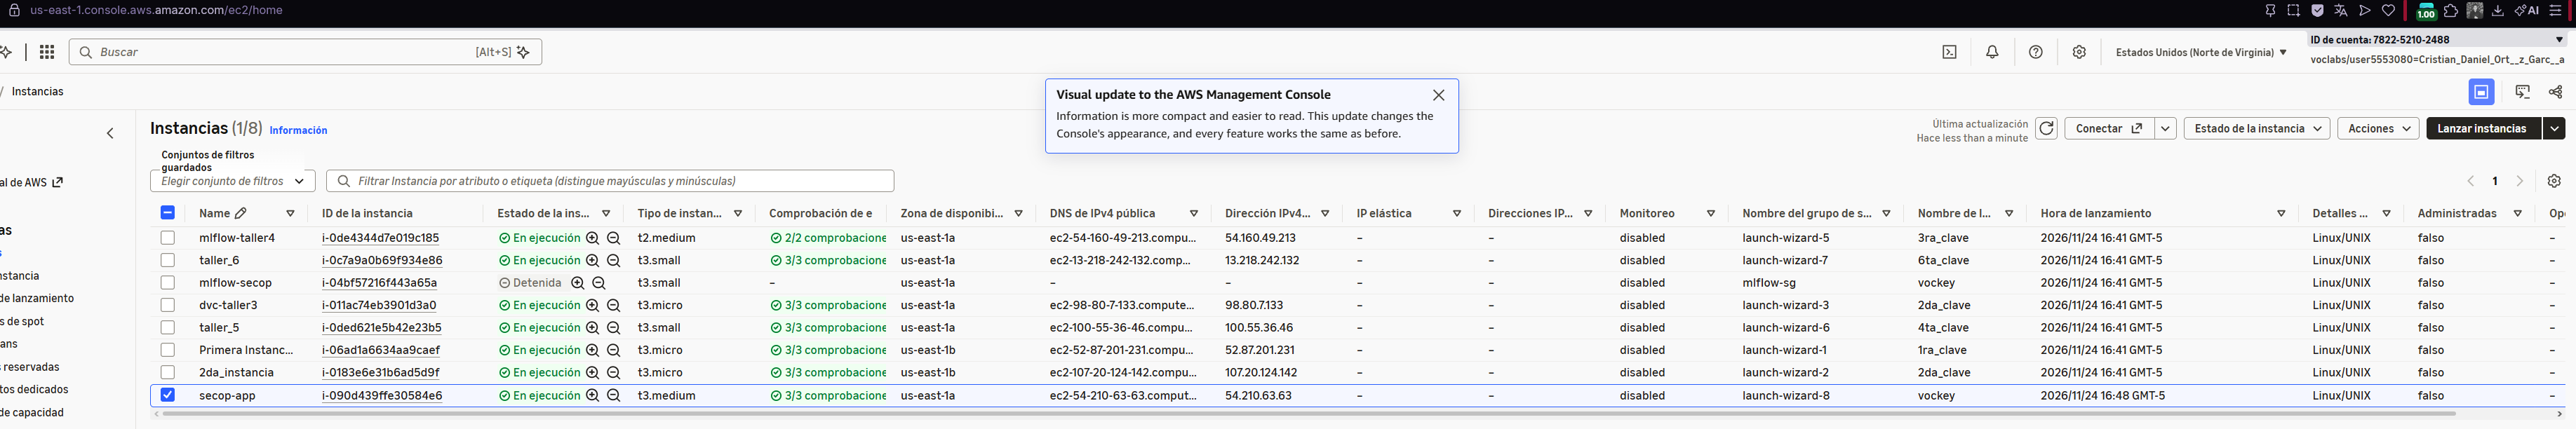 us-east-1.console.aws.amazon.com/ec2/home
1.00
AI
Buscar [Alt+S]
Estados Unidos (Norte de Virginia)
ID de cuenta: 7822-5210-2488
voclabs/user5553080=Cristian_Daniel_Ort__z_Garc__a
/ Instancias
Visual update to the AWS Management Console
Information is more compact and easier to read. This update changes the
Console's appearance, and every feature works the same as before.
Instancias (1/8) Información
Última actualización
Hace less than a minute
Conectar Estado de la instancia Acciones Lanzar instancias
Conjuntos de filtros
guardados
Elegir conjunto de filtros Filtrar Instancia por atributo o etiqueta (distingue mayúsculas y minúsculas) 1
al de AWS
as
s
nstancia
de lanzamiento
s de spot
ans
s reservadas
tos dedicados
de capacidad
Name ID de la instancia Estado de la ins... Tipo de instan... Comprobación de e Zona de disponibi... DNS de IPv4 pública Dirección IPv4... IP elástica Direcciones IP... Monitoreo Nombre del grupo de s... Nombre de l... Hora de lanzamiento Detalles ... Administradas Ope
mlflow-taller4 i-0de4344d7e019c185 En ejecución t2.medium 2/2 comprobacione us-east-1a ec2-54-160-49-213.compu... 54.160.49.213 – – disabled launch-wizard-5 3ra_clave 2026/11/24 16:41 GMT-5 Linux/UNIX falso –
taller_6 i-0c7a9a0b69f934e86 En ejecución t3.small 3/3 comprobacione us-east-1a ec2-13-218-242-132.comp... 13.218.242.132 – – disabled launch-wizard-7 6ta_clave 2026/11/24 16:41 GMT-5 Linux/UNIX falso –
mlflow-secop i-04bf57216f443a65a Detenida t3.small – us-east-1a – – – – disabled mlflow-sg vockey 2026/11/24 16:41 GMT-5 Linux/UNIX falso –
dvc-taller3 i-011ac74eb3901d3a0 En ejecución t3.micro 3/3 comprobacione us-east-1a ec2-98-80-7-133.compute... 98.80.7.133 – – disabled launch-wizard-3 2da_clave 2026/11/24 16:41 GMT-5 Linux/UNIX falso –
taller_5 i-0ded621e5b42e23b5 En ejecución t3.small 3/3 comprobacione us-east-1a ec2-100-55-36-46.compu... 100.55.36.46 – – disabled launch-wizard-6 4ta_clave 2026/11/24 16:41 GMT-5 Linux/UNIX falso –
Primera Instanc... i-06ad1a6634aa9caef En ejecución t3.micro 3/3 comprobacione us-east-1b ec2-52-87-201-231.compu... 52.87.201.231 – – disabled launch-wizard-1 1ra_clave 2026/11/24 16:41 GMT-5 Linux/UNIX falso –
2da_instancia i-0183e6e31b6ad5d9f En ejecución t3.micro 3/3 comprobacione us-east-1b ec2-107-20-124-142.compu... 107.20.124.142 – – disabled launch-wizard-2 2da_clave 2026/11/24 16:41 GMT-5 Linux/UNIX falso –
secop-app i-090d439ffe30584e6 En ejecución t3.medium 3/3 comprobacione us-east-1a ec2-54-210-63-63.comput... 54.210.63.63 – – disabled launch-wizard-8 vockey 2026/11/24 16:48 GMT-5 Linux/UNIX falso –